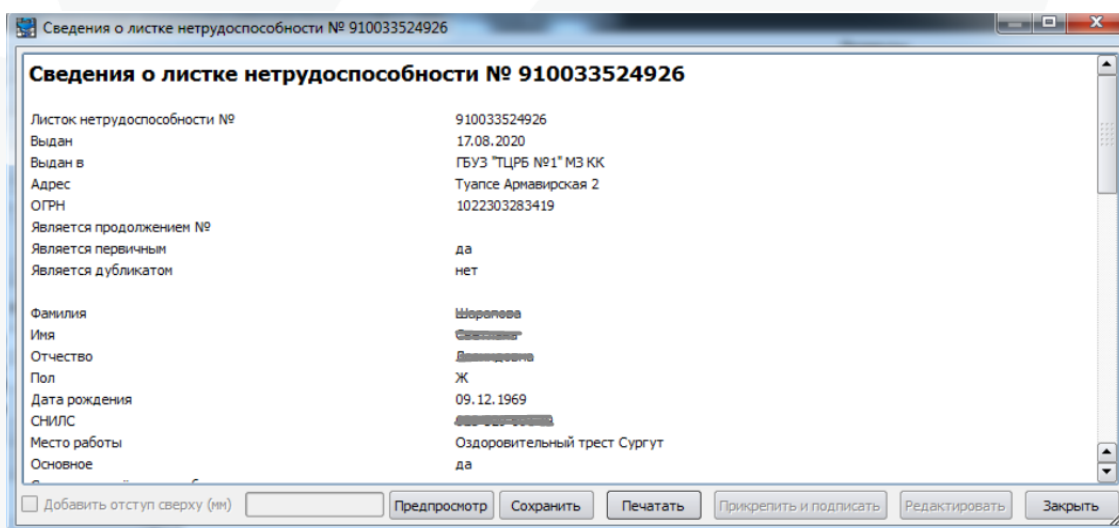 Сведения о листке нетрудоспособности № 910033524926
Сведения о листке нетрудоспособности № 910033524926
Листок нетрудоспособности № 910033524926
Выдан 17.08.2020
Выдан в ГБУЗ "ТЦРБ №1" МЗ КК
Адрес Туапсе Армавирская 2
ОГРН 1022303283419
Является продолжением №
Является первичным да
Является дубликатом нет
Фамилия
Имя
Отчество
Пол Ж
Дата рождения 09.12.1969
СНИЛС
Место работы Оздоровительный трест Сургут
Основное да
Добавить отступ сверху (мм) Предпросмотр Сохранить Печатать Прикрепить и подписать Редактировать Закрыть